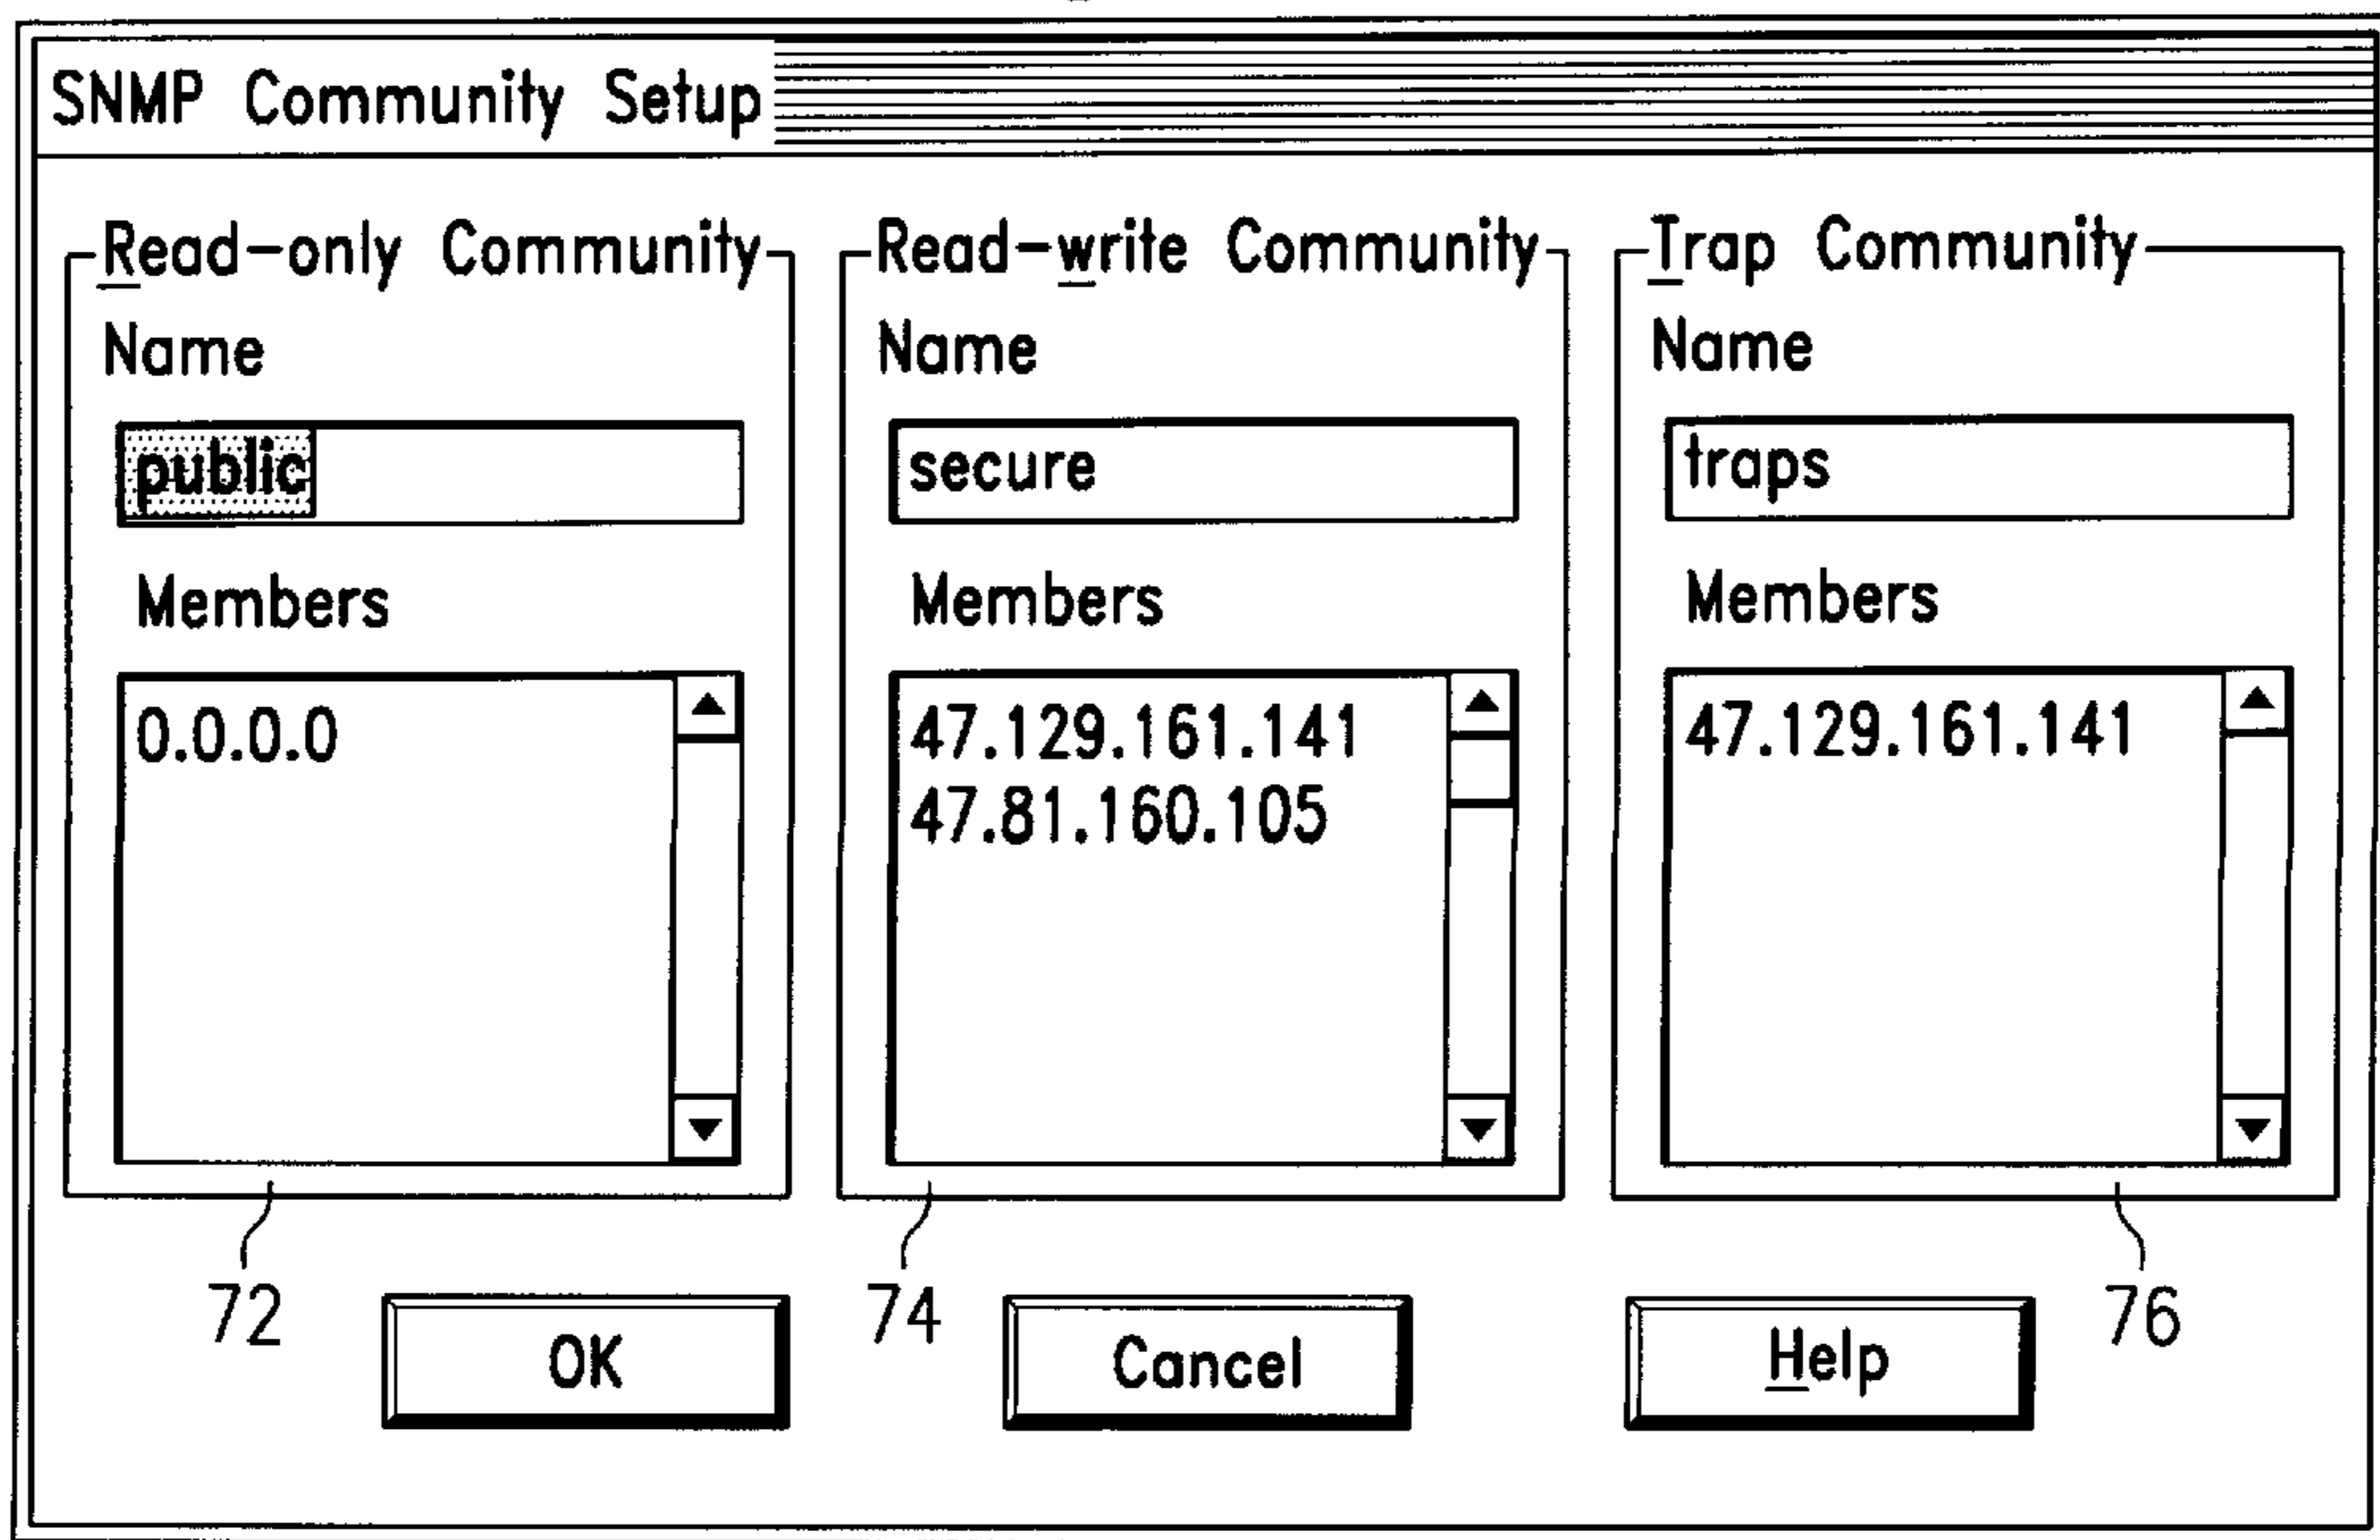 SNMP Community Setup
Read-only Community
Name
public
Members
0.0.0.0
72
Read-write Community
Name
secure
Members
47.129.161.141
47.81.160.105
74
Trap Community
Name
traps
Members
47.129.161.141
76
OK
Cancel
Help